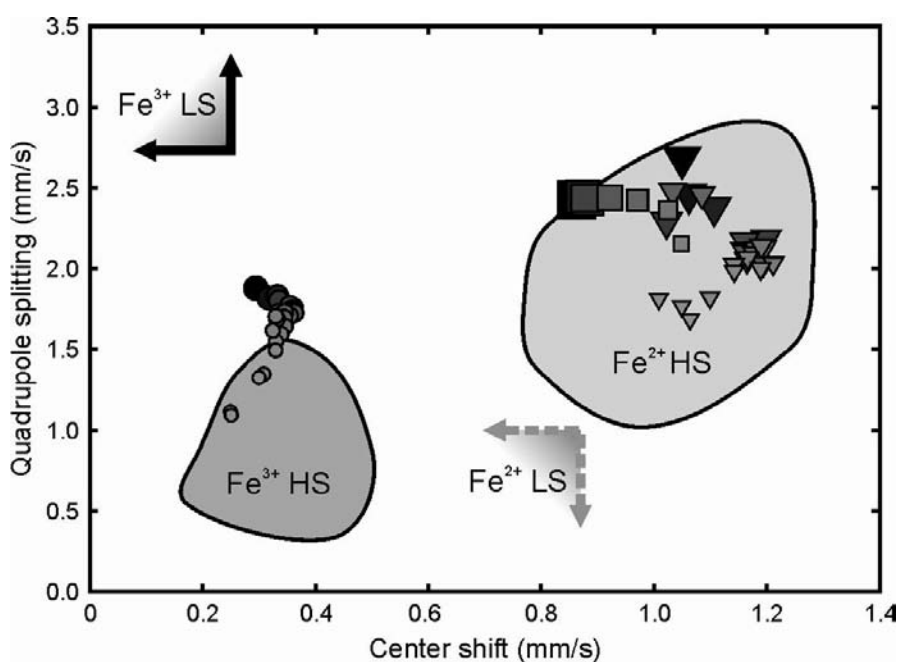 3.5
3.0
2.5
2.0
1.5
1.0
0.5
0.0
Quadrupole splitting (mm/s)
Fe³⁺ LS
Fe²⁺ HS
Fe³⁺ HS
Fe²⁺ LS
0 0.2 0.4 0.6 0.8 1.0 1.2 1.4
Center shift (mm/s)